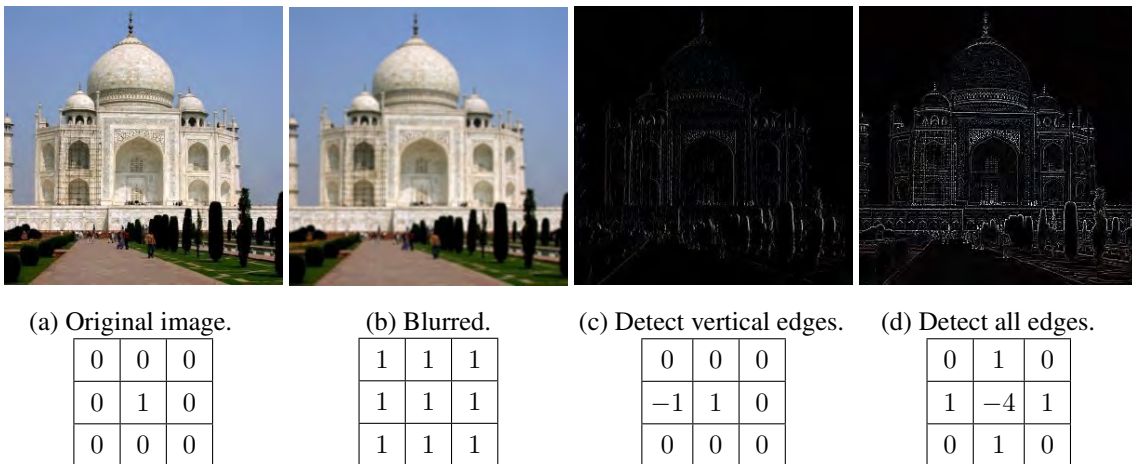 (a) Original image. (b) Blurred. (c) Detect vertical edges. (d) Detect all edges.
0 0 0 1 1 1 0 0 0 0 1 0
0 1 0 1 1 1 −1 1 0 1 −4 1
0 0 0 1 1 1 0 0 0 0 1 0